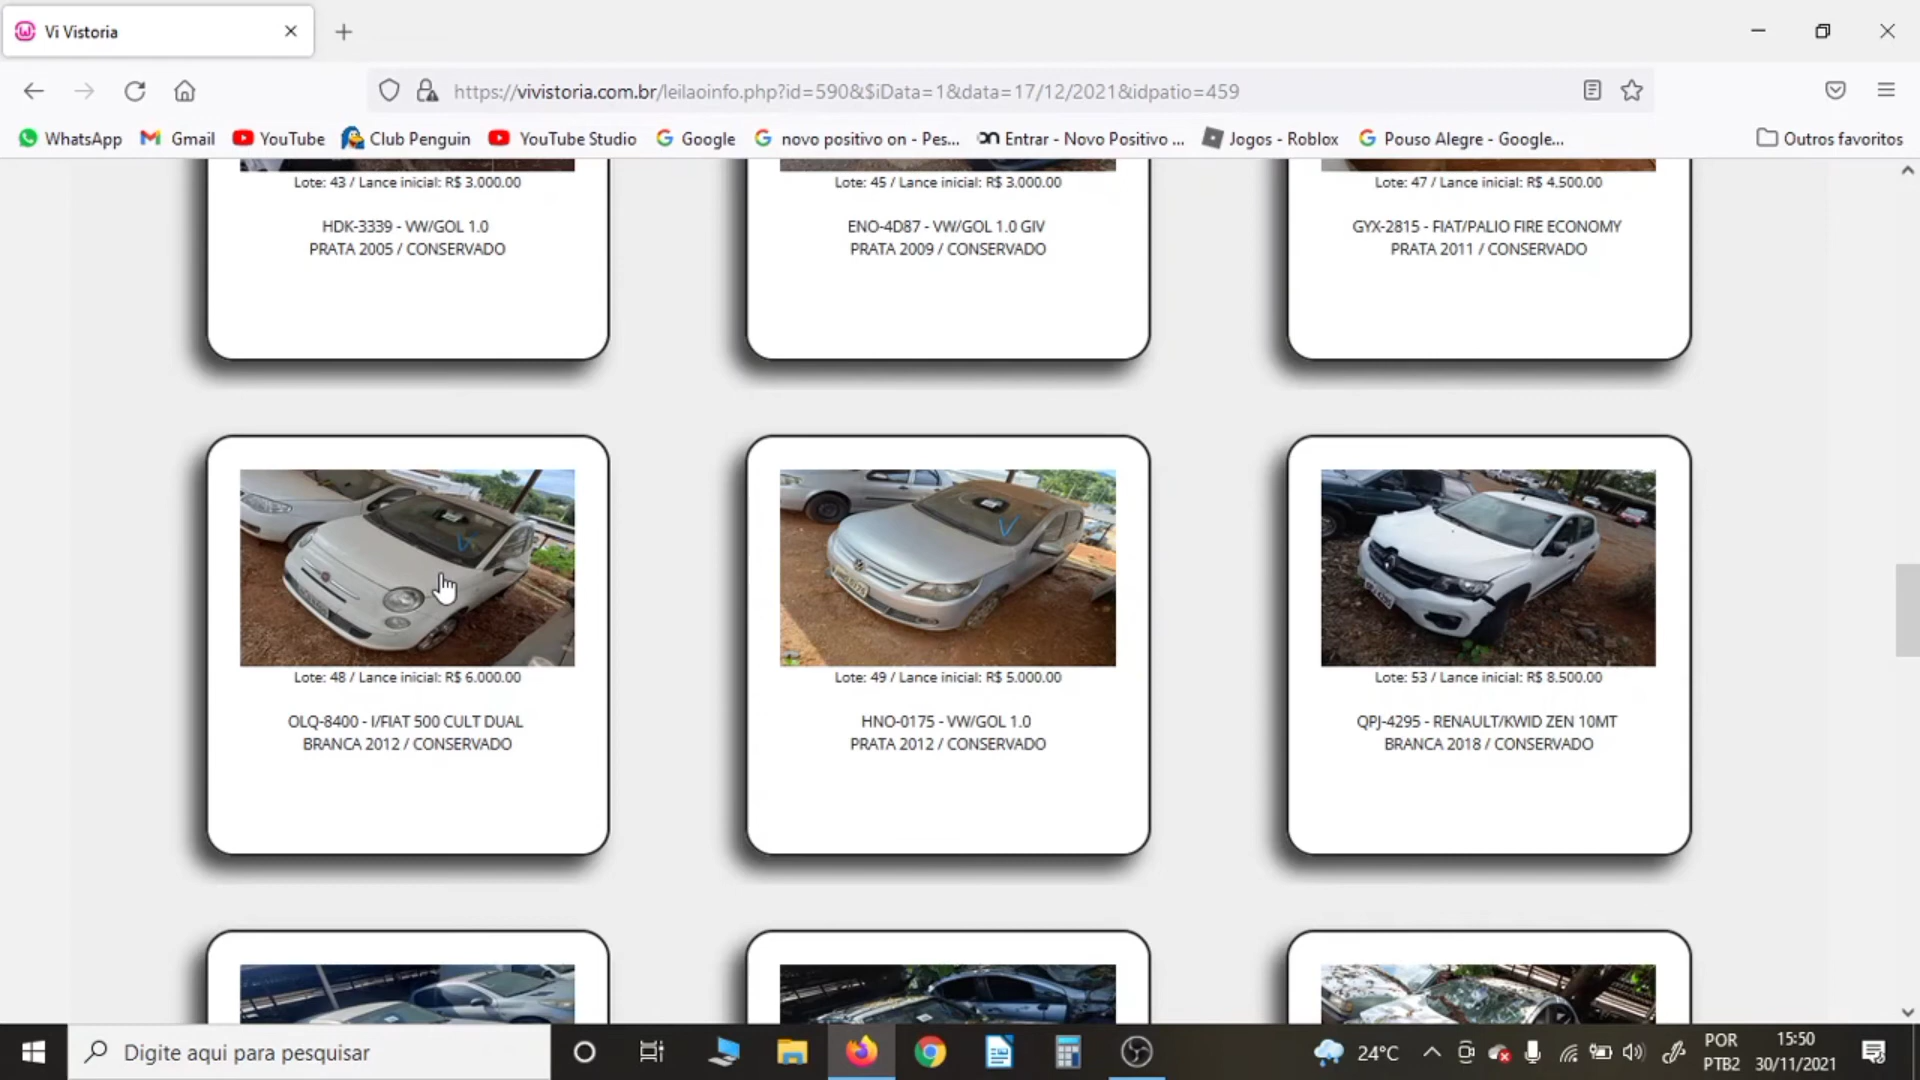 Vi Vistoria
https://vivistoria.com.br/leilaoinfo.php?id=590&$iData=1&data=17/12/2021&idpatio=459
WhatsApp
Gmail
YouTube
Club Penguin
YouTube Studio
Google
novo positivo on - Pes...
Entrar - Novo Positivo ...
Jogos - Roblox
Pouso Alegre - Google...
Outros favoritos
Lote: 43 / Lance inicial: R$ 3.000.00
HDK-3339 - VW/GOL 1.0
PRATA 2005 / CONSERVADO
Lote: 45 / Lance inicial: R$ 3.000.00
ENO-4D87 - VW/GOL 1.0 GIV
PRATA 2009 / CONSERVADO
Lote: 47 / Lance inicial: R$ 4.500.00
GYX-2815 - FIAT/PALIO FIRE ECONOMY
PRATA 2011 / CONSERVADO
Lote: 48 / Lance inicial: R$ 6.000.00
OLQ-8400 - I/FIAT 500 CULT DUAL
BRANCA 2012 / CONSERVADO
Lote: 49 / Lance inicial: R$ 5.000.00
HNO-0175 - VW/GOL 1.0
PRATA 2012 / CONSERVADO
Lote: 53 / Lance inicial: R$ 8.500.00
QPJ-4295 - RENAULT/KWID ZEN 10MT
BRANCA 2018 / CONSERVADO
Digite aqui para pesquisar
24°C
POR
PTB2
15:50
30/11/2021